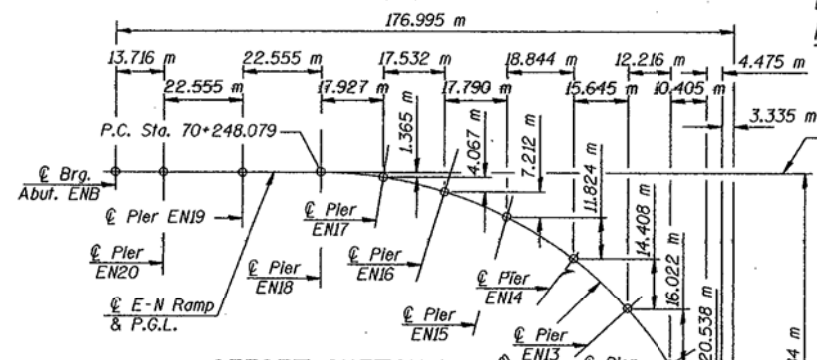 176.995 m
13.716 m
22.555 m
17.532 m
18.844 m
12.216 m
4.475 m
22.555 m
17.927 m
17.790 m
15.645 m
10.405 m
3.335 m
P.C. Sta. 70+248.079
1.365 m
4.067 m
7.212 m
11.824 m
14.408 m
16.022 m
20.538 m
℄ Brg.
Abut. ENB
℄ Pier EN19
℄ Pier
EN20
℄ Pier
EN18
℄ Pier
EN17
℄ Pier
EN16
℄ Pier
EN15
℄ Pier
EN14
℄ Pier
EN13
℄ Pier
℄ E-N Ramp
& P.G.L.